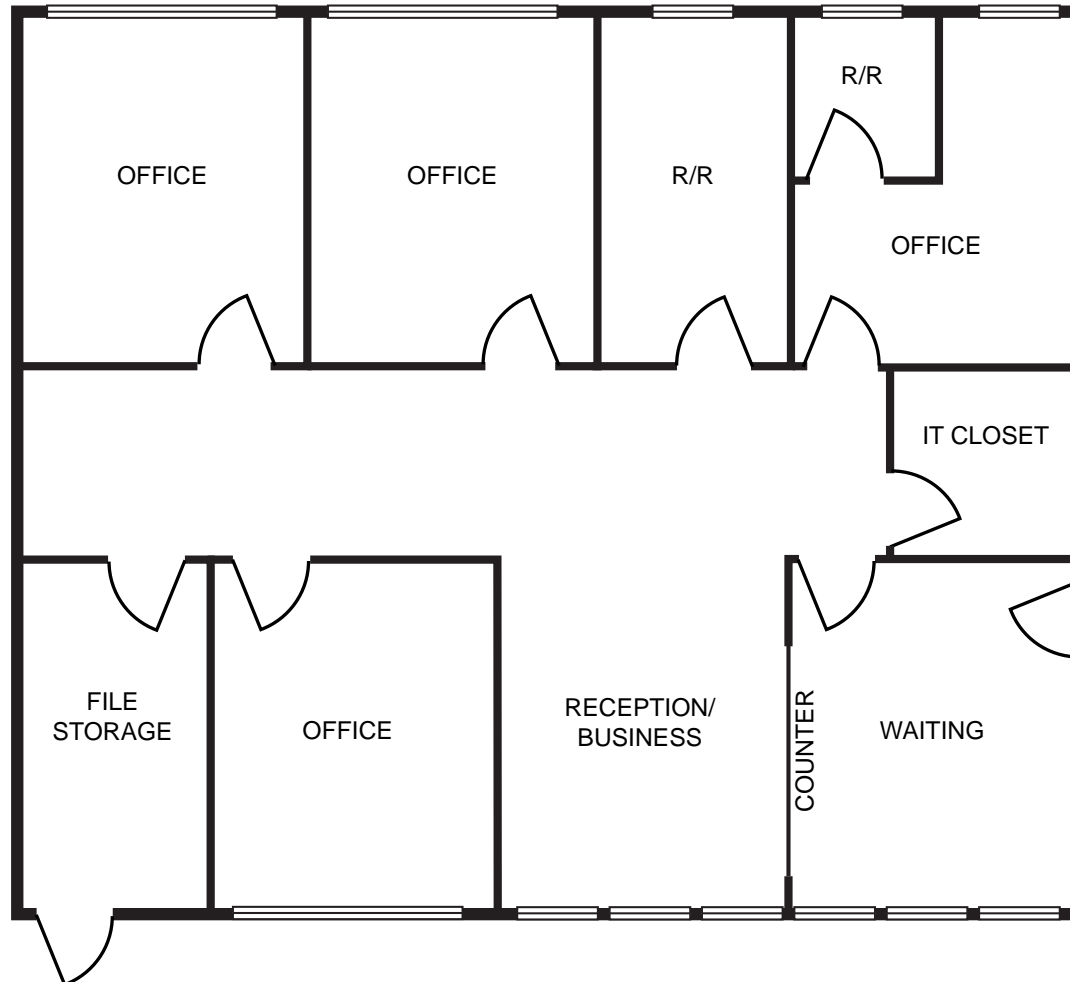 R/R
OFFICE
OFFICE
R/R
OFFICE
IT CLOSET
FILE
STORAGE
OFFICE
RECEPTION/
BUSINESS
COUNTER
WAITING